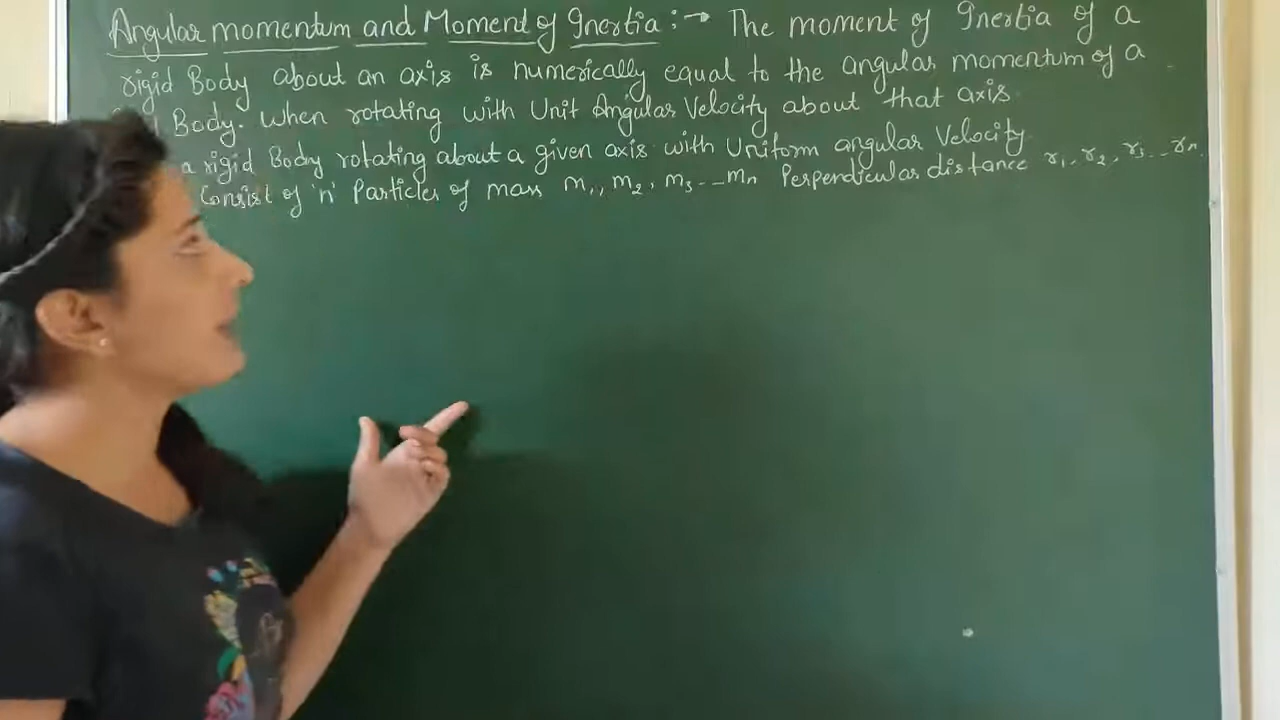 Angular momentum and Moment of Inertia :→ The moment of Inertia of a
rigid Body about an axis is numerically equal to the angular momentum of a
Body. when rotating with Unit Angular Velocity about that axis
a rigid Body rotating about a given axis with Uniform angular Velocity
Consist of 'n' Particles of mass m1, m2, m3 --- mn Perpendicular distance r1, r2, r3 --- rn